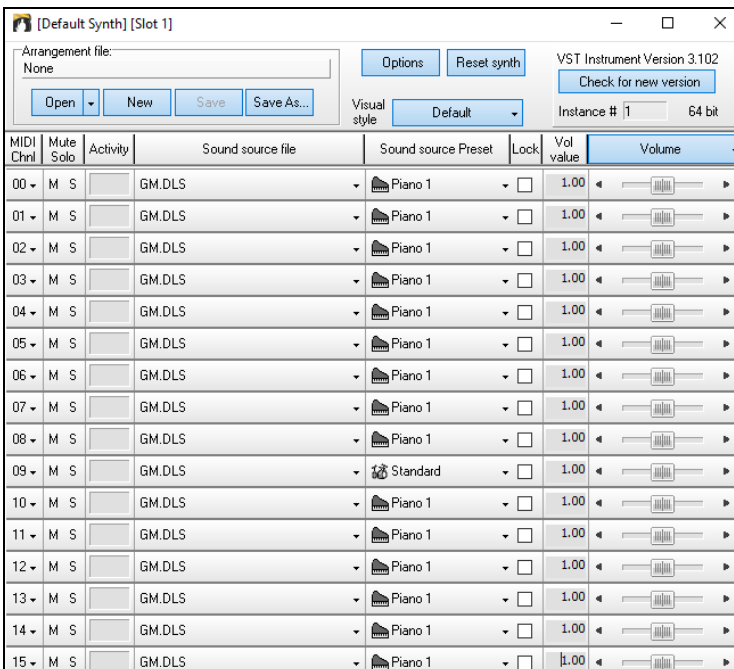 [Default Synth] [Slot 1]
Arrangement file:
None
Options
Reset synth
VST Instrument Version 3.102
Check for new version
Open
New
Save
Save As...
Visual style
Default
Instance # 1
64 bit
MIDI Chnl Mute Solo Activity Sound source file Sound source Preset Lock Vol value Volume
00 M S GM.DLS Piano 1 1.00
01 M S GM.DLS Piano 1 1.00
02 M S GM.DLS Piano 1 1.00
03 M S GM.DLS Piano 1 1.00
04 M S GM.DLS Piano 1 1.00
05 M S GM.DLS Piano 1 1.00
06 M S GM.DLS Piano 1 1.00
07 M S GM.DLS Piano 1 1.00
08 M S GM.DLS Piano 1 1.00
09 M S GM.DLS Standard 1.00
10 M S GM.DLS Piano 1 1.00
11 M S GM.DLS Piano 1 1.00
12 M S GM.DLS Piano 1 1.00
13 M S GM.DLS Piano 1 1.00
14 M S GM.DLS Piano 1 1.00
15 M S GM.DLS Piano 1 1.00